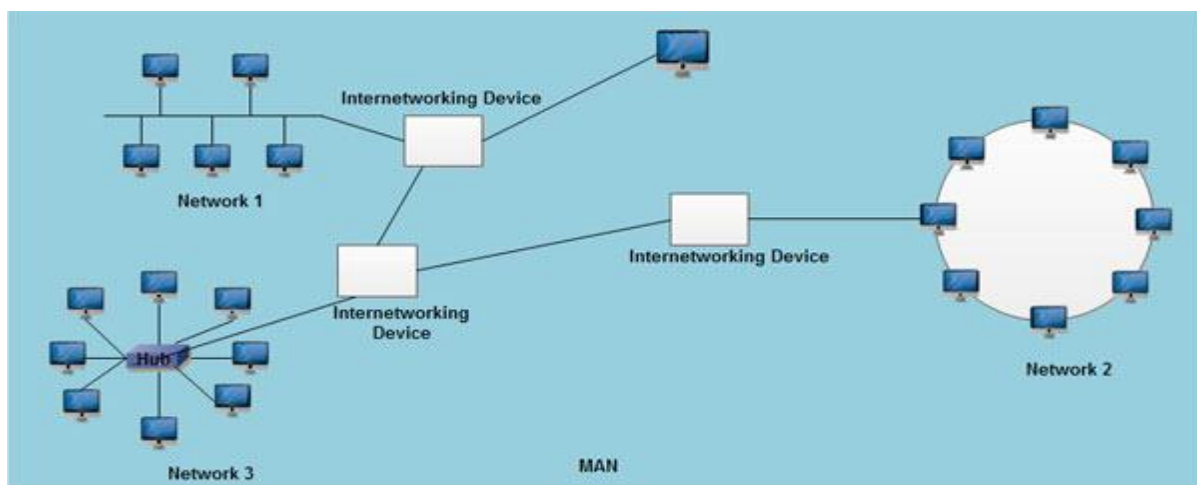 Internetworking Device
Network 1
Internetworking Device
Internetworking
Device
Hub
Network 2
Network 3
MAN